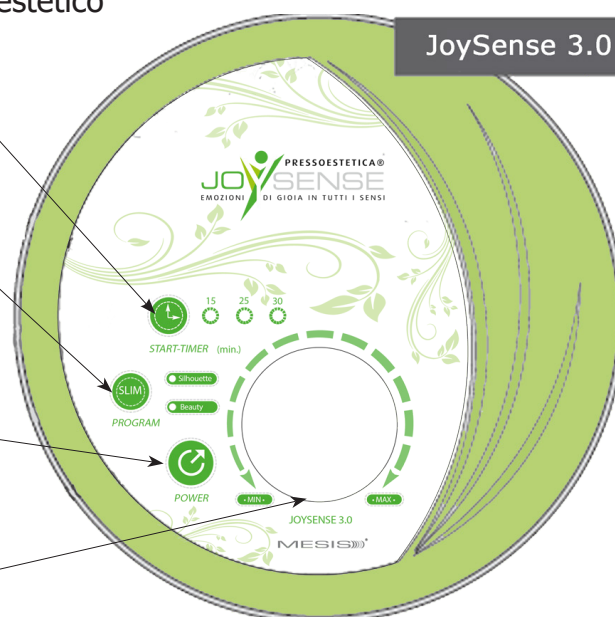 estetico
JoySense 3.0
PRESSOESTETICA®
JOYSENSE
EMOZIONI DI GIOIA IN TUTTI I SENSI
15 25 30
START-TIMER (min.)
SLIM
Silhouette
Beauty
PROGRAM
POWER
• MIN •
• MAX •
JOYSENSE 3.0
MESIS